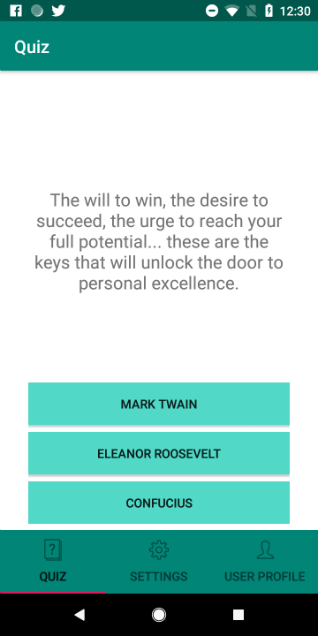 12:30
Quiz
The will to win, the desire to
succeed, the urge to reach your
full potential... these are the
keys that will unlock the door to
personal excellence.
MARK TWAIN
ELEANOR ROOSEVELT
CONFUCIUS
QUIZ SETTINGS USER PROFILE